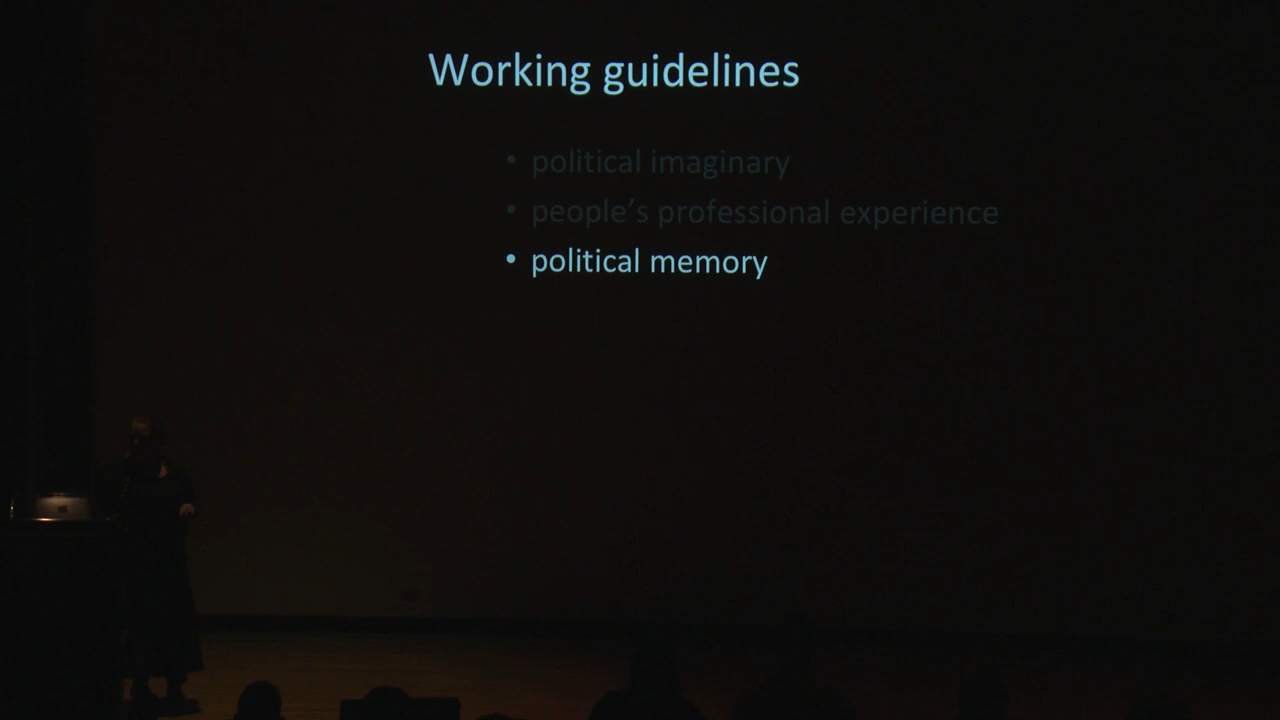 Working guidelines
• political imaginary
• people’s professional experience
• political memory